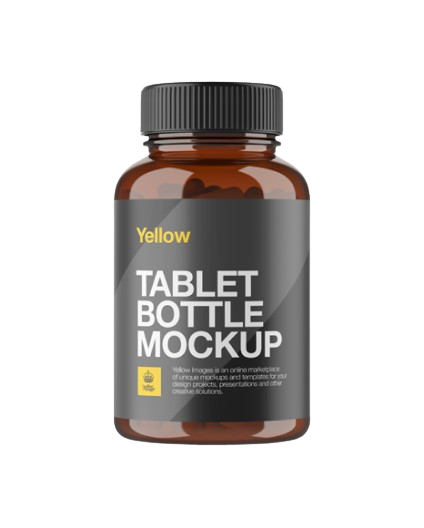 Yellow
TABLET
BOTTLE
MOCKUP
Yellow Images is an online marketplace
of unique mockups and templates for your
design projects, presentations and other
creative solutions.